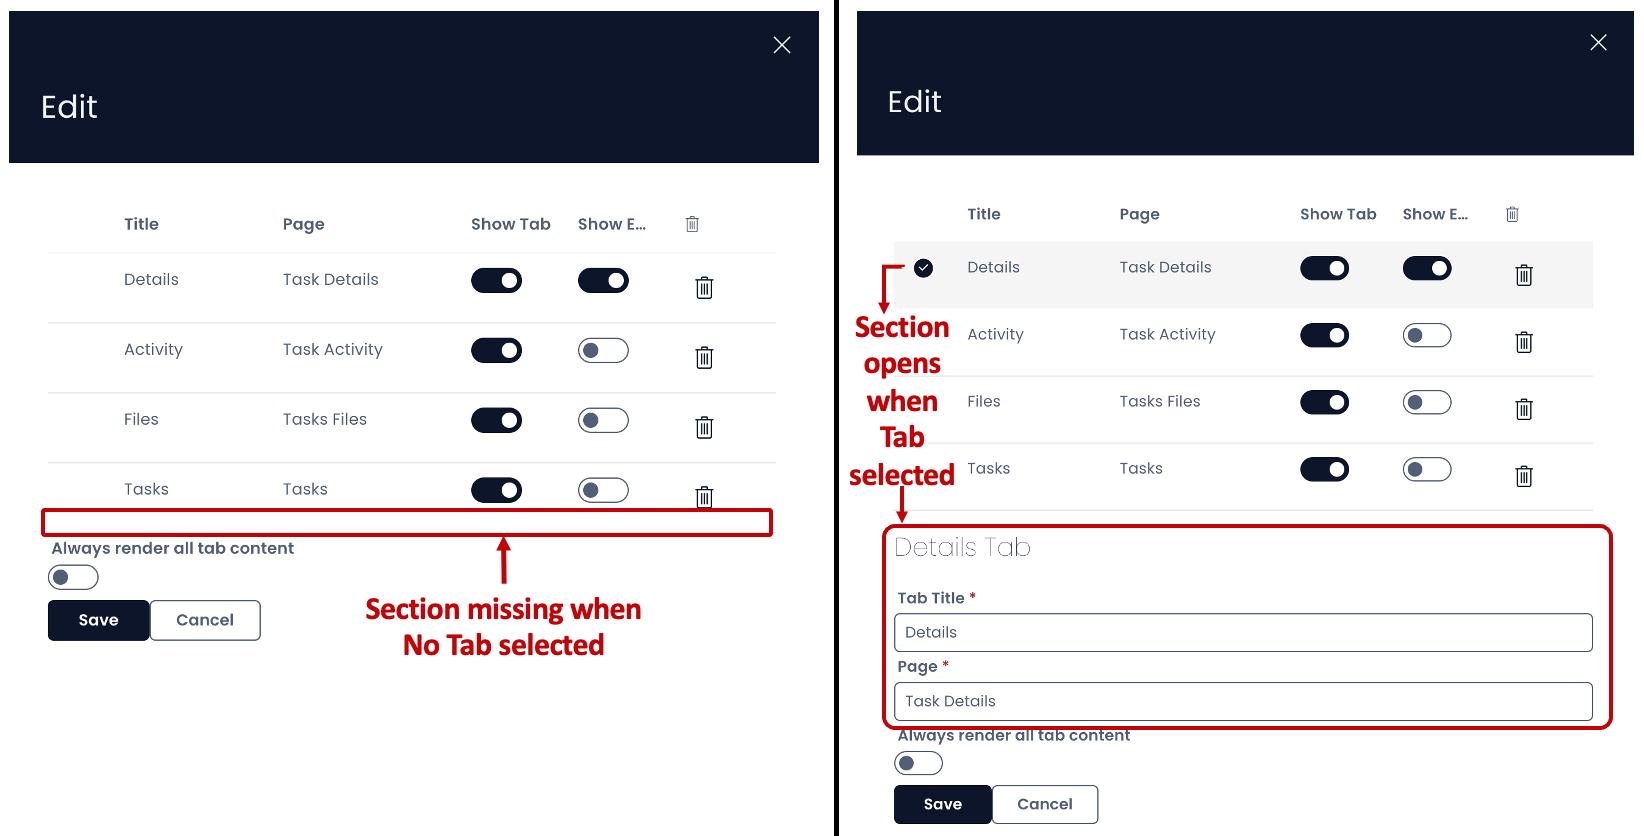 Edit
Title Page Show Tab Show E...
Details Task Details
Activity Task Activity
Files Tasks Files
Tasks Tasks
Always render all tab content
Save Cancel
Section missing when
No Tab selected
Edit
Title Page Show Tab Show E...
Details Task Details
Activity Task Activity
Files Tasks Files
Tasks Tasks
Section
opens
when
Tab
selected
Details Tab
Tab Title *
Details
Page *
Task Details
Always render all tab content
Save Cancel